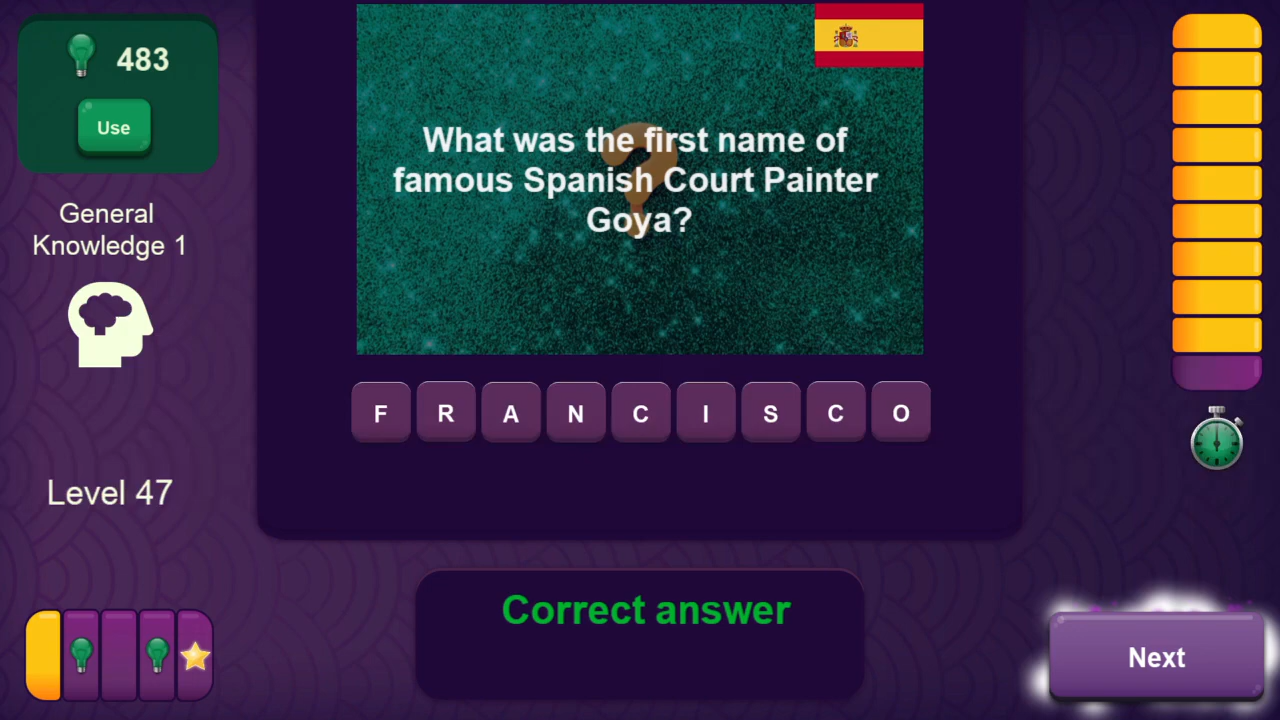 483
Use
General
Knowledge 1
Level 47
What was the first name of
famous Spanish Court Painter
Goya?
F R A N C I S C O
Correct answer
Next